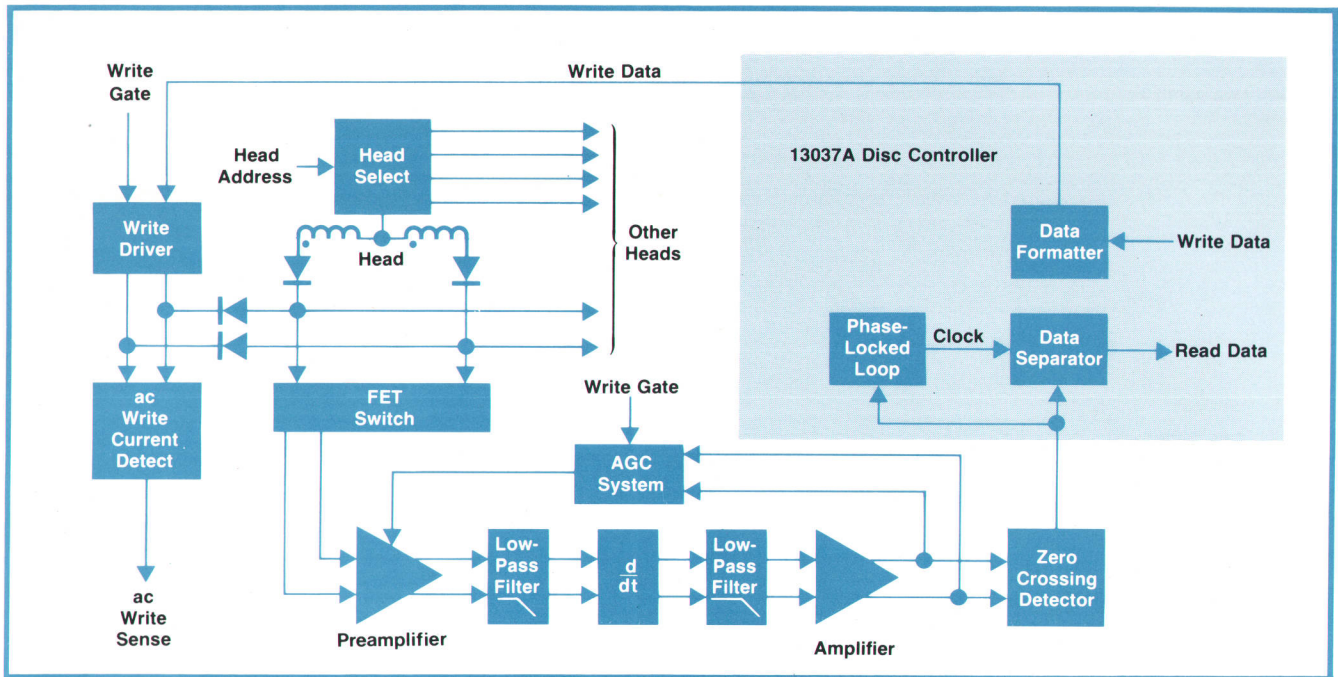 Write
Gate
Write Data
Head
Address
Head
Select
13037A Disc Controller
Write
Driver
Head
Other
Heads
Data
Formatter
Write Data
Phase-
Locked
Loop
Clock
Data
Separator
Read Data
ac
Write
Current
Detect
FET
Switch
Write Gate
AGC
System
ac
Write
Sense
Preamplifier
Low-
Pass
Filter
d
dt
Low-
Pass
Filter
Amplifier
Zero
Crossing
Detector